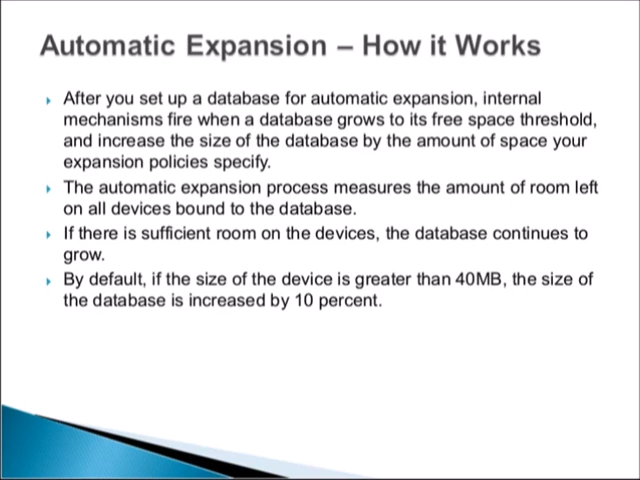 Automatic Expansion – How it Works
After you set up a database for automatic expansion, internal
mechanisms fire when a database grows to its free space threshold,
and increase the size of the database by the amount of space your
expansion policies specify.
The automatic expansion process measures the amount of room left
on all devices bound to the database.
If there is sufficient room on the devices, the database continues to
grow.
By default, if the size of the device is greater than 40MB, the size of
the database is increased by 10 percent.